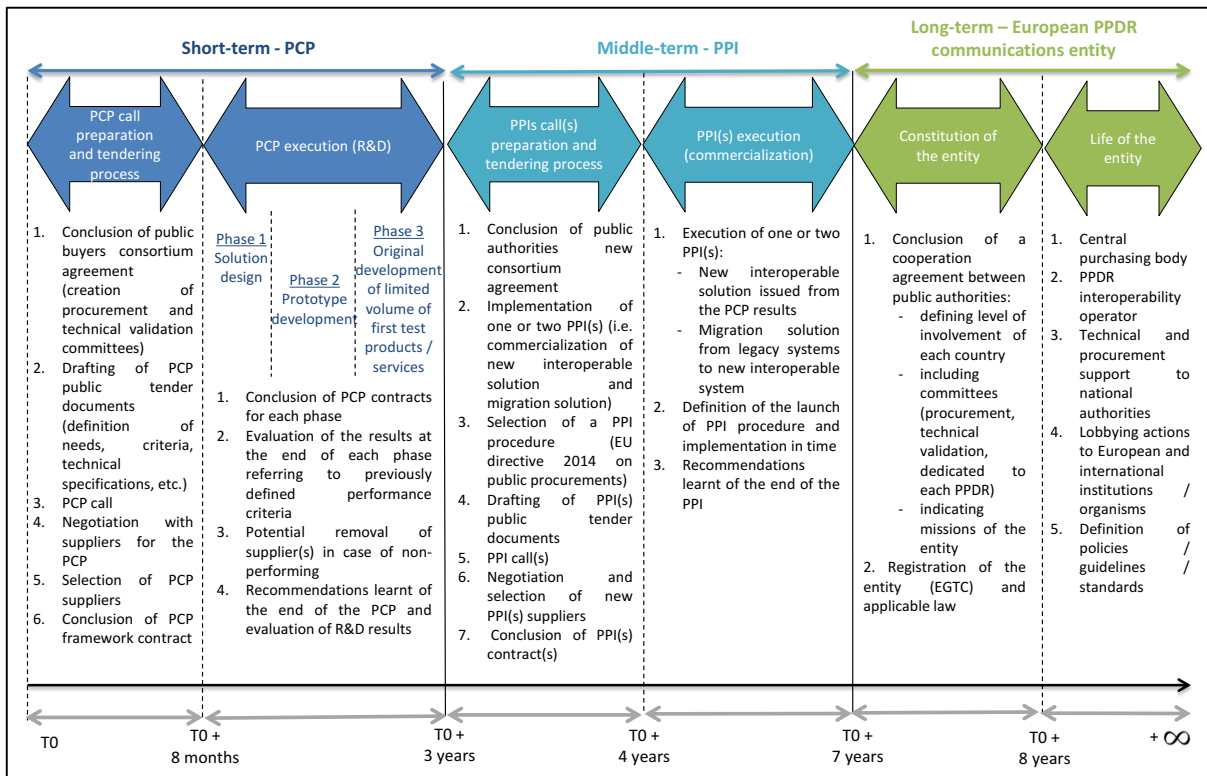 Short-term - PCP
Middle-term - PPI
Long-term – European PPDR
communications entity
PCP call
preparation
and tendering
process
PCP execution (R&D)
PPIs call(s)
preparation and
tendering process
PPI(s) execution
(commercialization)
Constitution of
the entity
Life of the
entity
1. Conclusion of public
buyers consortium
agreement
(creation of
procurement and
technical validation
committees)
2. Drafting of PCP
public tender
documents
(definition of
needs, criteria,
technical
specifications, etc.)
3. PCP call
4. Negotiation with
suppliers for the
PCP
5. Selection of PCP
suppliers
6. Conclusion of PCP
framework contract
Phase 1
Solution
design
Phase 2
Prototype
development
Phase 3
Original
development
of limited
volume of
first test
products /
services
1. Conclusion of PCP contracts
for each phase
2. Evaluation of the results at
the end of each phase
referring to previously
defined performance
criteria
3. Potential removal of
supplier(s) in case of non-
performing
4. Recommendations learnt of
the end of the PCP and
evaluation of R&D results
1. Conclusion of public
authorities new
consortium
agreement
2. Implementation of
one or two PPI(s) (i.e.
commercialization of
new interoperable
solution and
migration solution)
3. Selection of a PPI
procedure (EU
directive 2014 on
public procurements)
4. Drafting of PPI(s)
public tender
documents
5. PPI call(s)
6. Negotiation and
selection of new
PPI(s) suppliers
7. Conclusion of PPI(s)
contract(s)
1. Execution of one or two
PPI(s):
- New interoperable
solution issued from
the PCP results
- Migration solution
from legacy systems
to new interoperable
system
2. Definition of the launch
of PPI procedure and
implementation in time
3. Recommendations
learnt of the end of the
PPI
1. Conclusion of a
cooperation
agreement between
public authorities:
- defining level of
involvement of
each country
- including
committees
(procurement,
technical
validation,
dedicated to
each PPDR)
- indicating
missions of the
entity
2. Registration of the
entity (EGTC) and
applicable law
1. Central
purchasing body
2. PPDR
interoperability
operator
3. Technical and
procurement
support to
national
authorities
4. Lobbying actions
to European and
international
institutions /
organisms
5. Definition of
policies /
guidelines /
standards
T0
T0 +
8 months
T0 +
3 years
T0 +
4 years
T0 +
7 years
T0 +
8 years
+ ∞